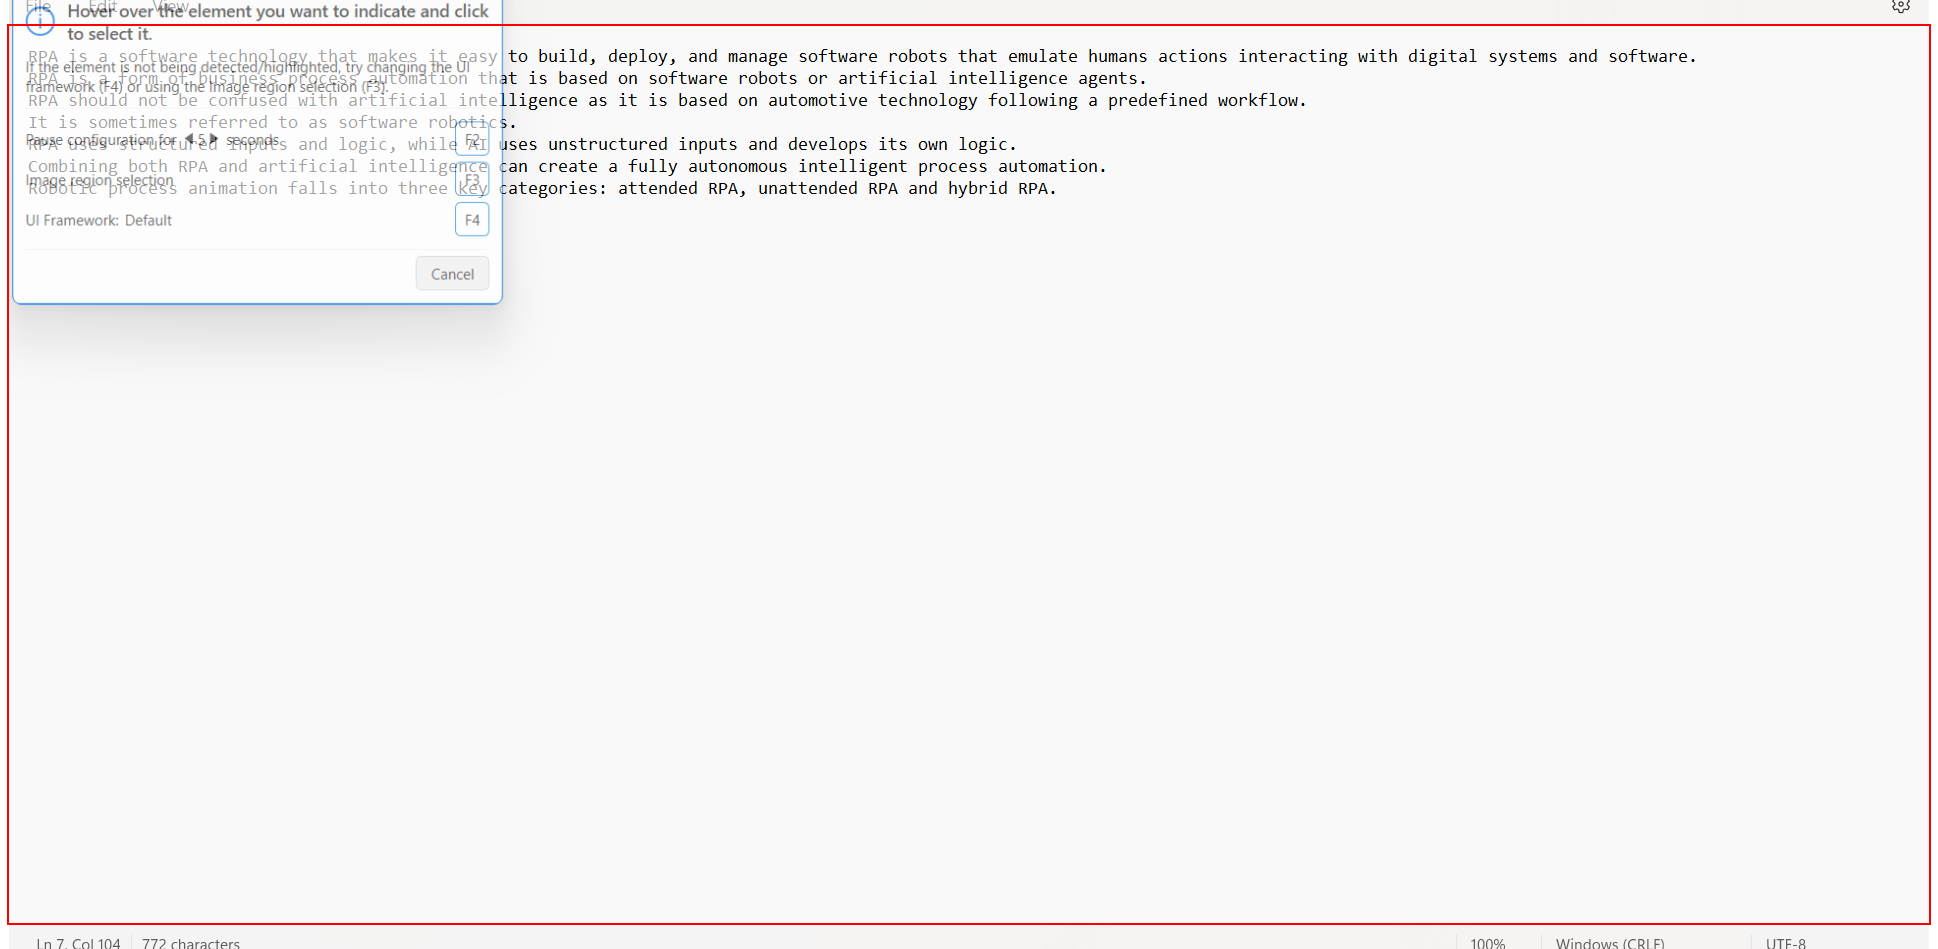 File Edit View
Hover over the element you want to indicate and click
to select it.
If the element is not being detected/highlighted, try changing the UI
framework (F4) or using the Image region selection (F3).
Pause configuration for 5 seconds F2
Image region selection F3
UI Framework: Default F4
Cancel
RPA is a software technology that makes it easy to build, deploy, and manage software robots that emulate humans actions interacting with digital systems and software.
RPA is a form of business process automation that is based on software robots or artificial intelligence agents.
RPA should not be confused with artificial intelligence as it is based on automotive technology following a predefined workflow.
It is sometimes referred to as software robotics.
RPA uses structured inputs and logic, while AI uses unstructured inputs and develops its own logic.
Combining both RPA and artificial intelligence can create a fully autonomous intelligent process automation.
Robotic process animation falls into three key categories: attended RPA, unattended RPA and hybrid RPA.
Ln 7, Col 104 772 characters 100% Windows (CRLF) UTF-8